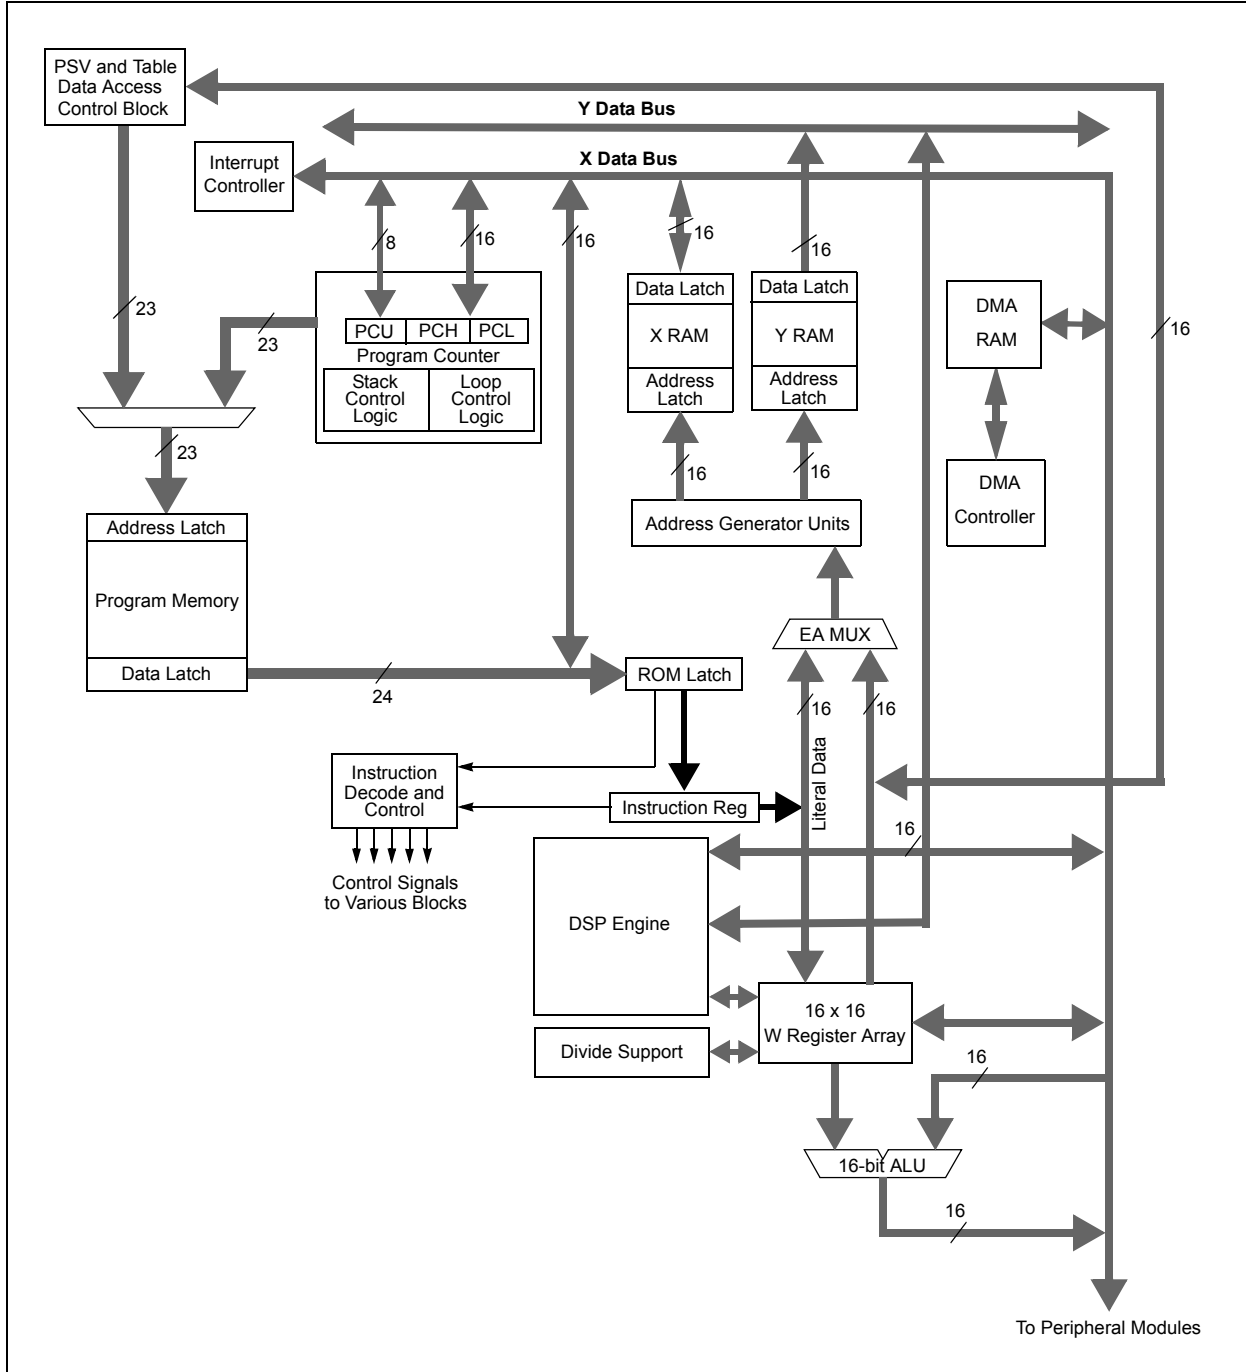 PSV and Table
Data Access
Control Block
Y Data Bus
X Data Bus
Interrupt
Controller
8
16
16
16
16
23
23
16
PCU
PCH
PCL
Program Counter
Stack
Control
Logic
Loop
Control
Logic
Data Latch
X RAM
Address
Latch
Data Latch
Y RAM
Address
Latch
DMA
RAM
23
16
16
DMA
Controller
Address Generator Units
Address Latch
Program Memory
Data Latch
24
EA MUX
ROM Latch
16
16
Literal Data
Instruction
Decode and
Control
Instruction Reg
Control Signals
to Various Blocks
16
DSP Engine
16 x 16
W Register Array
Divide Support
16
16-bit ALU
16
To Peripheral Modules